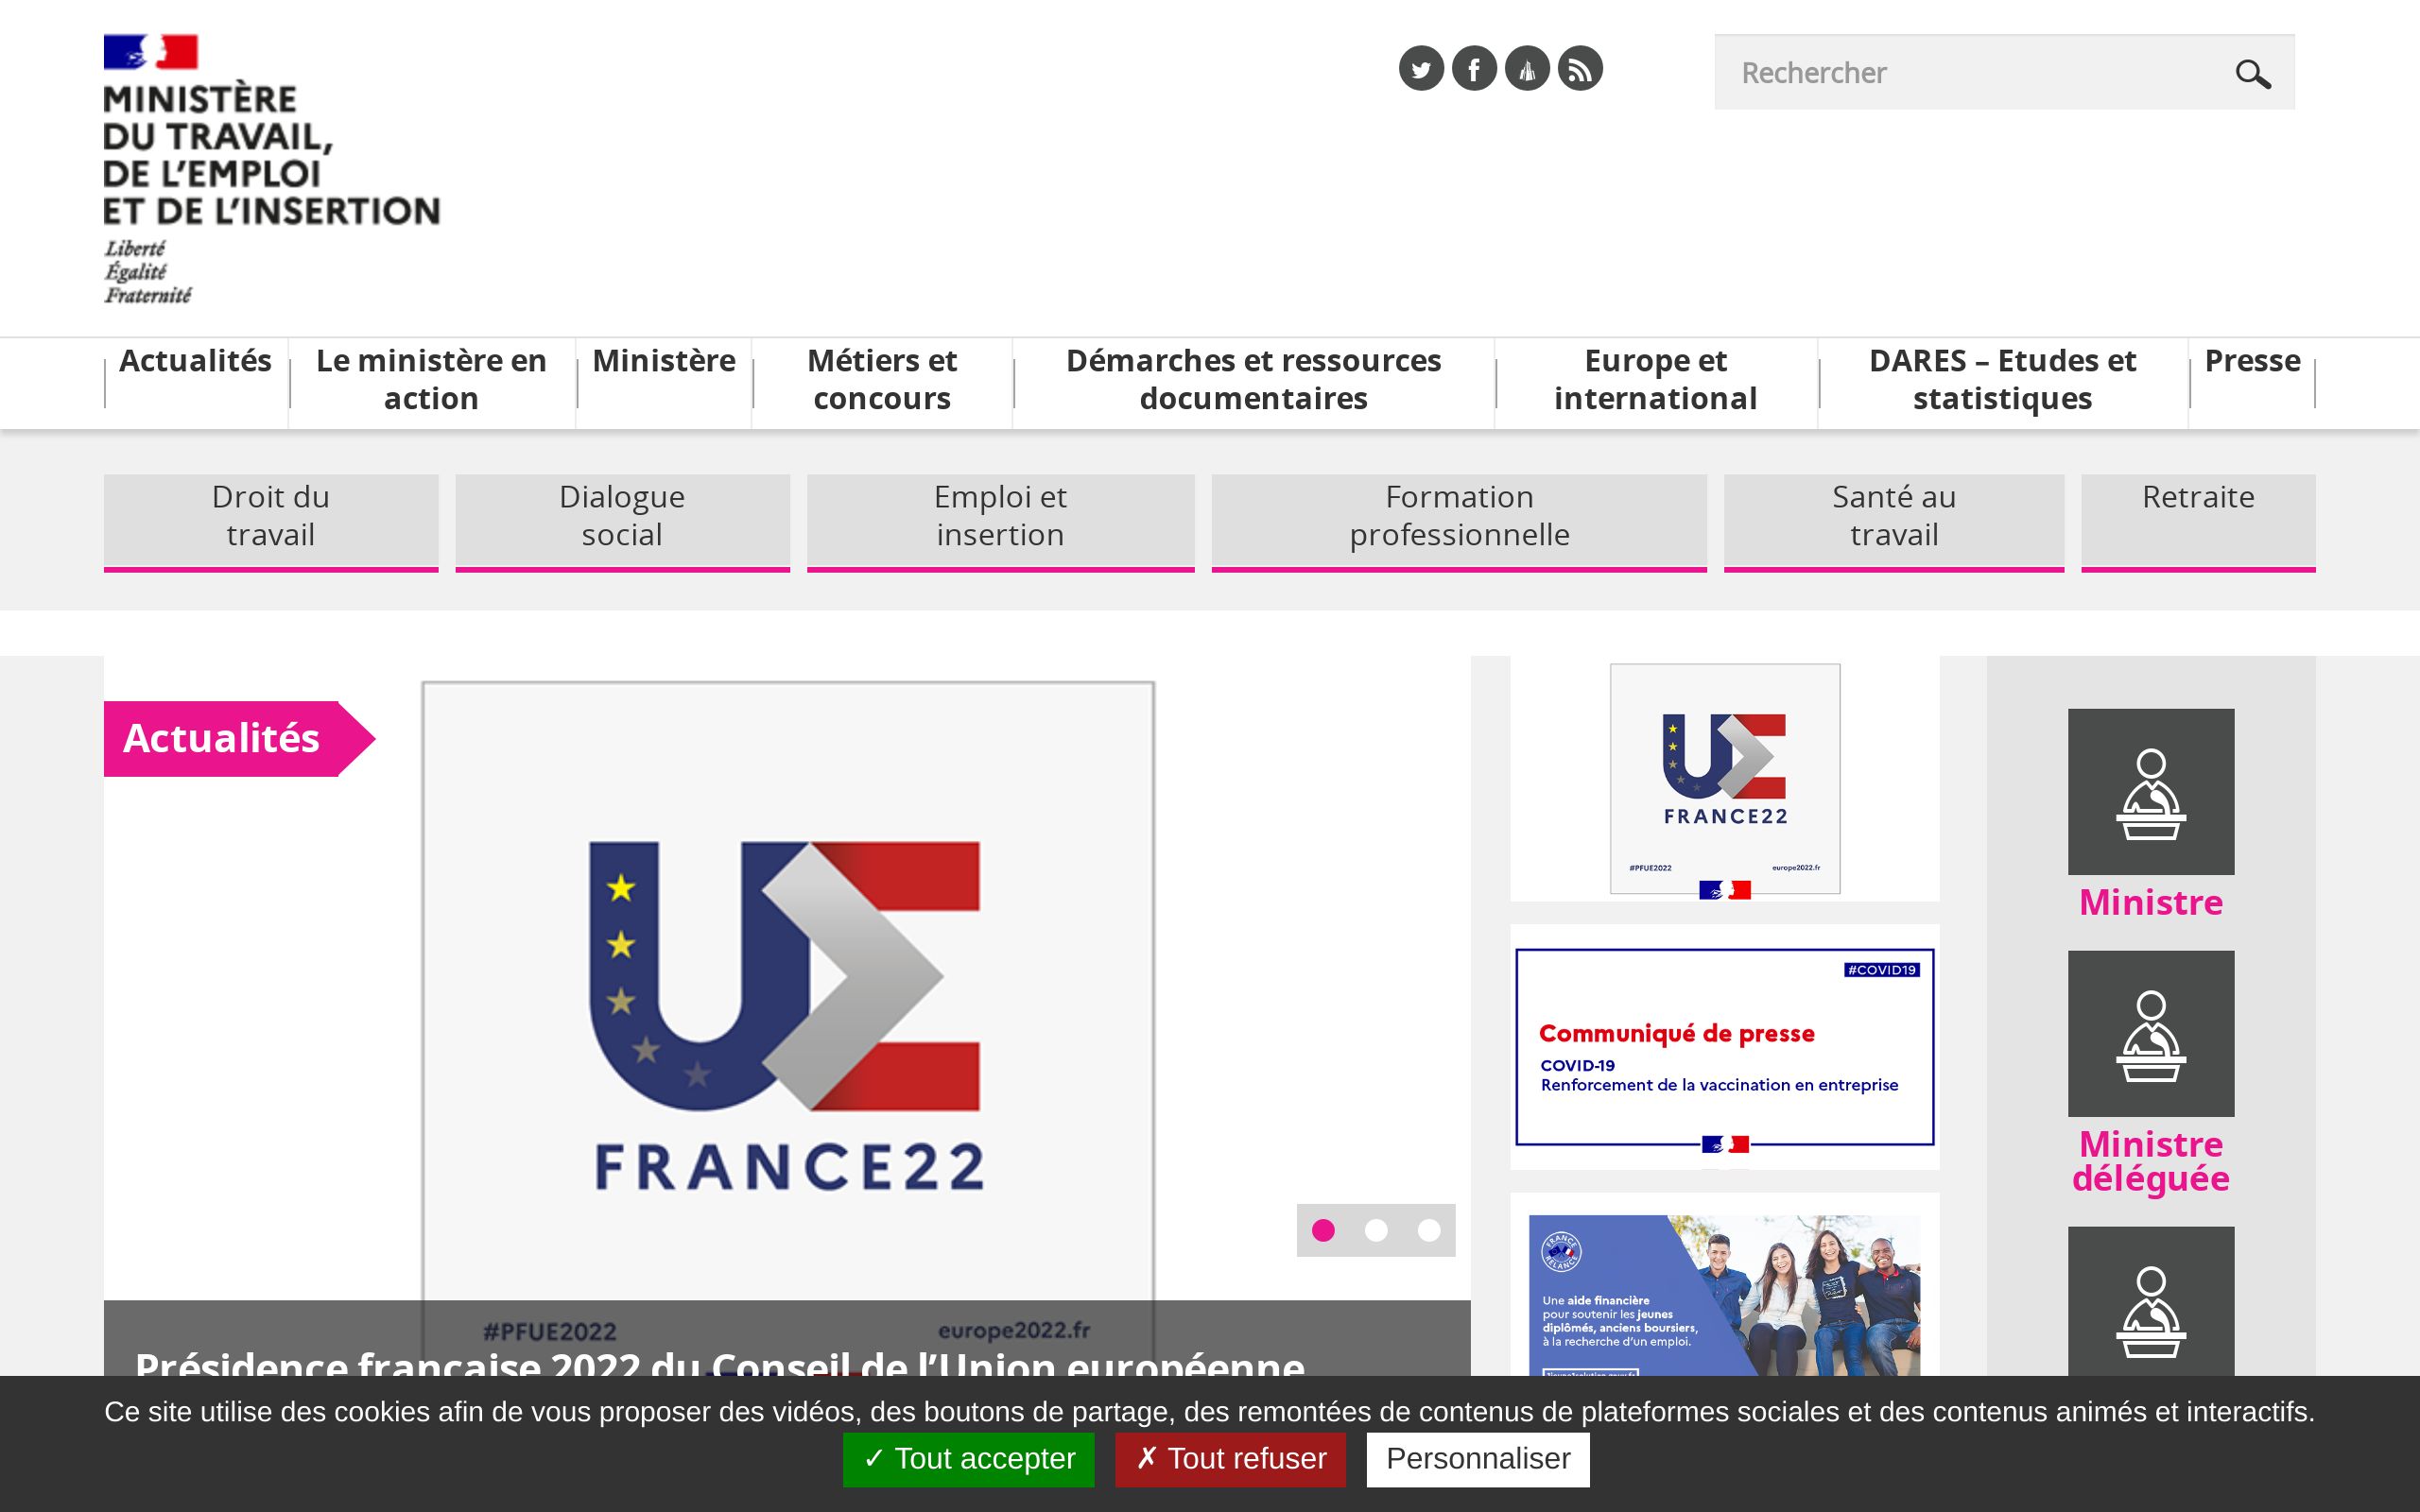 MINISTÈRE
DU TRAVAIL,
DE L'EMPLOI
ET DE L'INSERTION
Liberté
Égalité
Fraternité
Rechercher
Actualités
Le ministère en
action
Ministère
Métiers et
concours
Démarches et ressources
documentaires
Europe et
international
DARES – Etudes et
statistiques
Presse
Droit du
travail
Dialogue
social
Emploi et
insertion
Formation
professionnelle
Santé au
travail
Retraite
Actualités
UE
FRANCE22
#PFUE2022
europe2022.fr
Présidence française 2022 du Conseil de l’Union européenne
UE
FRANCE22
#PFUE2022
europe2022.fr
#COVID19
Communiqué de presse
COVID-19
Renforcement de la vaccination en entreprise
FRANCE
RELANCE
Une aide financière
pour soutenir les jeunes
diplômés, anciens boursiers,
à la recherche d’un emploi.
Ministre
Ministre
déléguée
Ce site utilise des cookies afin de vous proposer des vidéos, des boutons de partage, des remontées de contenus de plateformes sociales et des contenus animés et interactifs.
✓ Tout accepter
✗ Tout refuser
Personnaliser